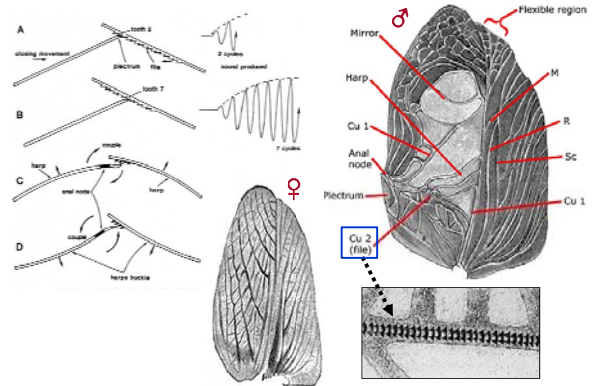 A
tooth 2
closing movement
plectrum
file
2 cycles
sound produced
B
tooth 7
7 cycles
couple
harp
harp
C
anal node
D
couple
harps buckle
♀
♂
Flexible region
Mirror
Harp
M
Cu 1
R
Anal
node
Sc
Plectrum
Cu 1
Cu 2
(file)